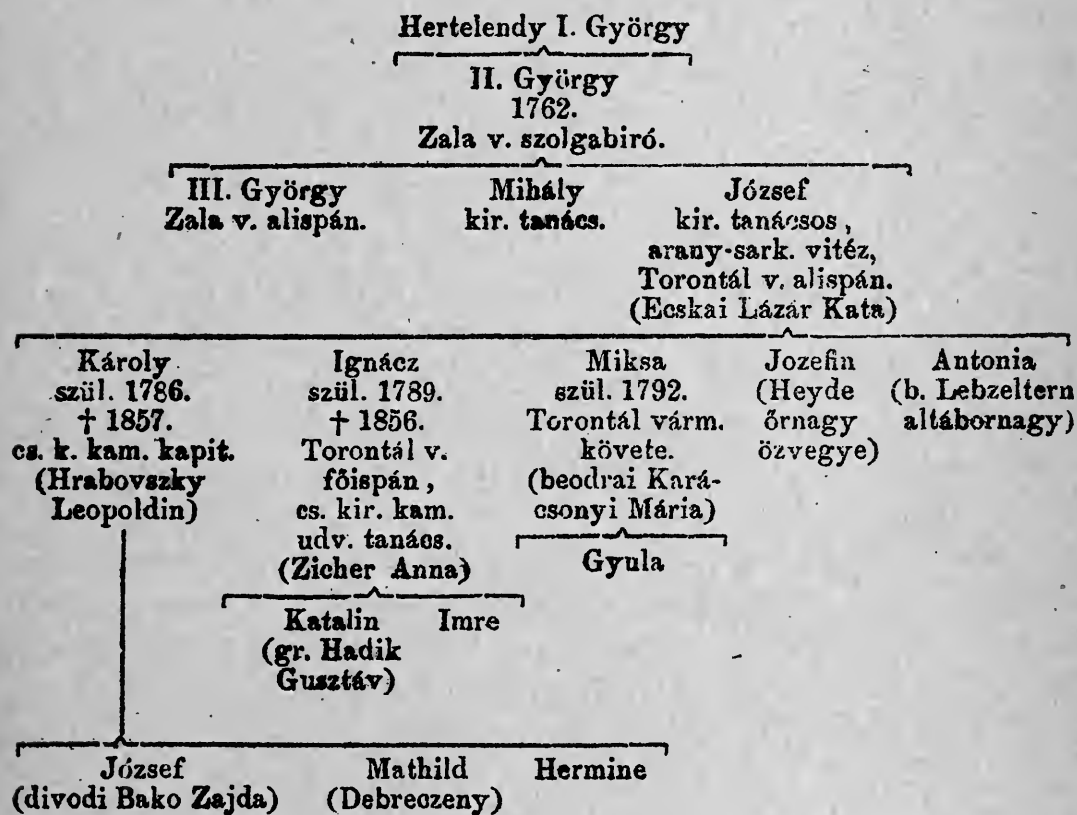 Hertelendy I. György
II. György
1762.
Zala v. szolgabiró.
III. György
Zala v. alispán.
Mihály
kir. tanács.
József
kir. tanácsos,
arany-sark. vitéz,
Torontál v. alispán.
(Ecskai Lázár Kata)
Károly
szül. 1786.
† 1857.
cs. k. kam. kapit.
(Hrabovszky
Leopoldin)
Ignácz
szül. 1789.
† 1856.
Torontál v.
főispán,
cs. kir. kam.
udv. tanács.
(Zicher Anna)
Miksa
szül. 1792.
Torontál várm.
követe.
(beodrai Kará-
csonyi Mária)
Jozefin
(Heyde
őrnagy
özvegye)
Antonia
(b. Lebzeltern
altábornagy)
Katalin
(gr. Hadik
Gusztáv)
Imre
Gyula
József
(divodi Bako Zajda)
Mathild
(Debreczeny)
Hermine